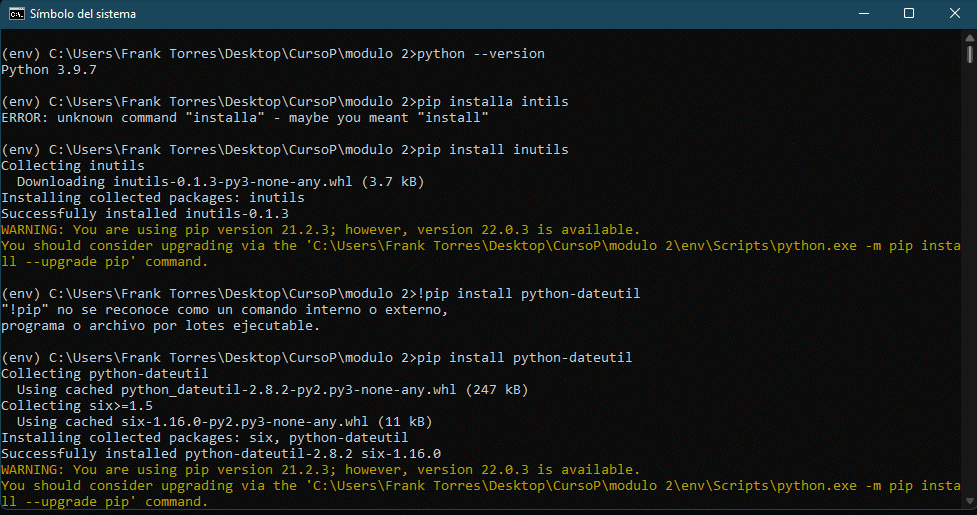 Símbolo del sistema
(env) C:\Users\Frank Torres\Desktop\CursoP\modulo 2>python --version
Python 3.9.7
(env) C:\Users\Frank Torres\Desktop\CursoP\modulo 2>pip installa intils
ERROR: unknown command "installa" - maybe you meant "install"
(env) C:\Users\Frank Torres\Desktop\CursoP\modulo 2>pip install inutils
Collecting inutils
  Downloading inutils-0.1.3-py3-none-any.whl (3.7 kB)
Installing collected packages: inutils
Successfully installed inutils-0.1.3
WARNING: You are using pip version 21.2.3; however, version 22.0.3 is available.
You should consider upgrading via the 'C:\Users\Frank Torres\Desktop\CursoP\modulo 2\env\Scripts\python.exe -m pip insta
ll --upgrade pip' command.
(env) C:\Users\Frank Torres\Desktop\CursoP\modulo 2>!pip install python-dateutil
"!pip" no se reconoce como un comando interno o externo,
programa o archivo por lotes ejecutable.
(env) C:\Users\Frank Torres\Desktop\CursoP\modulo 2>pip install python-dateutil
Collecting python-dateutil
  Using cached python_dateutil-2.8.2-py2.py3-none-any.whl (247 kB)
Collecting six>=1.5
  Using cached six-1.16.0-py2.py3-none-any.whl (11 kB)
Installing collected packages: six, python-dateutil
Successfully installed python-dateutil-2.8.2 six-1.16.0
WARNING: You are using pip version 21.2.3; however, version 22.0.3 is available.
You should consider upgrading via the 'C:\Users\Frank Torres\Desktop\CursoP\modulo 2\env\Scripts\python.exe -m pip insta
ll --upgrade pip' command.